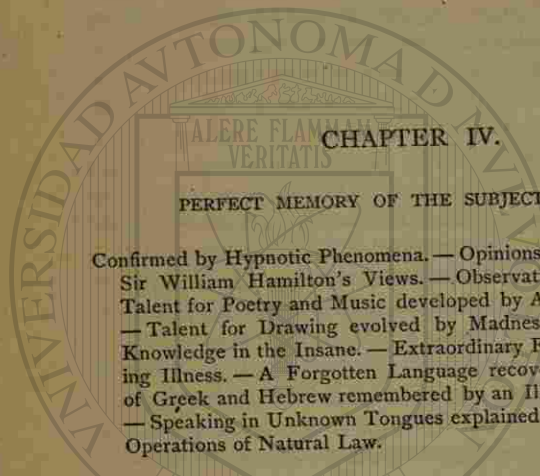 CHAPTER IV.
PERFECT MEMORY OF THE SUBJECT
Confirmed by Hypnotic Phenomena. — Opinions
Sir William Hamilton's Views. — Observat
Talent for Poetry and Music developed by A
— Talent for Drawing evolved by Madnes
Knowledge in the Insane. — Extraordinary F
ing Illness. — A Forgotten Language recov
of Greek and Hebrew remembered by an Il
— Speaking in Unknown Tongues explained
Operations of Natural Law.
ALERE FLAMMAM
VERITATIS